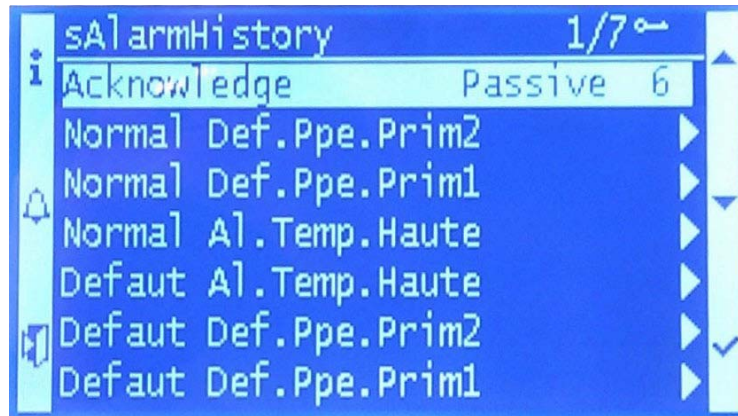 sAlarmHistory 1/7
Acknowledge Passive 6
Normal Def.Ppe.Prim2
Normal Def.Ppe.Prim1
Normal Al.Temp.Haute
Defaut Al.Temp.Haute
Defaut Def.Ppe.Prim2
Defaut Def.Ppe.Prim1